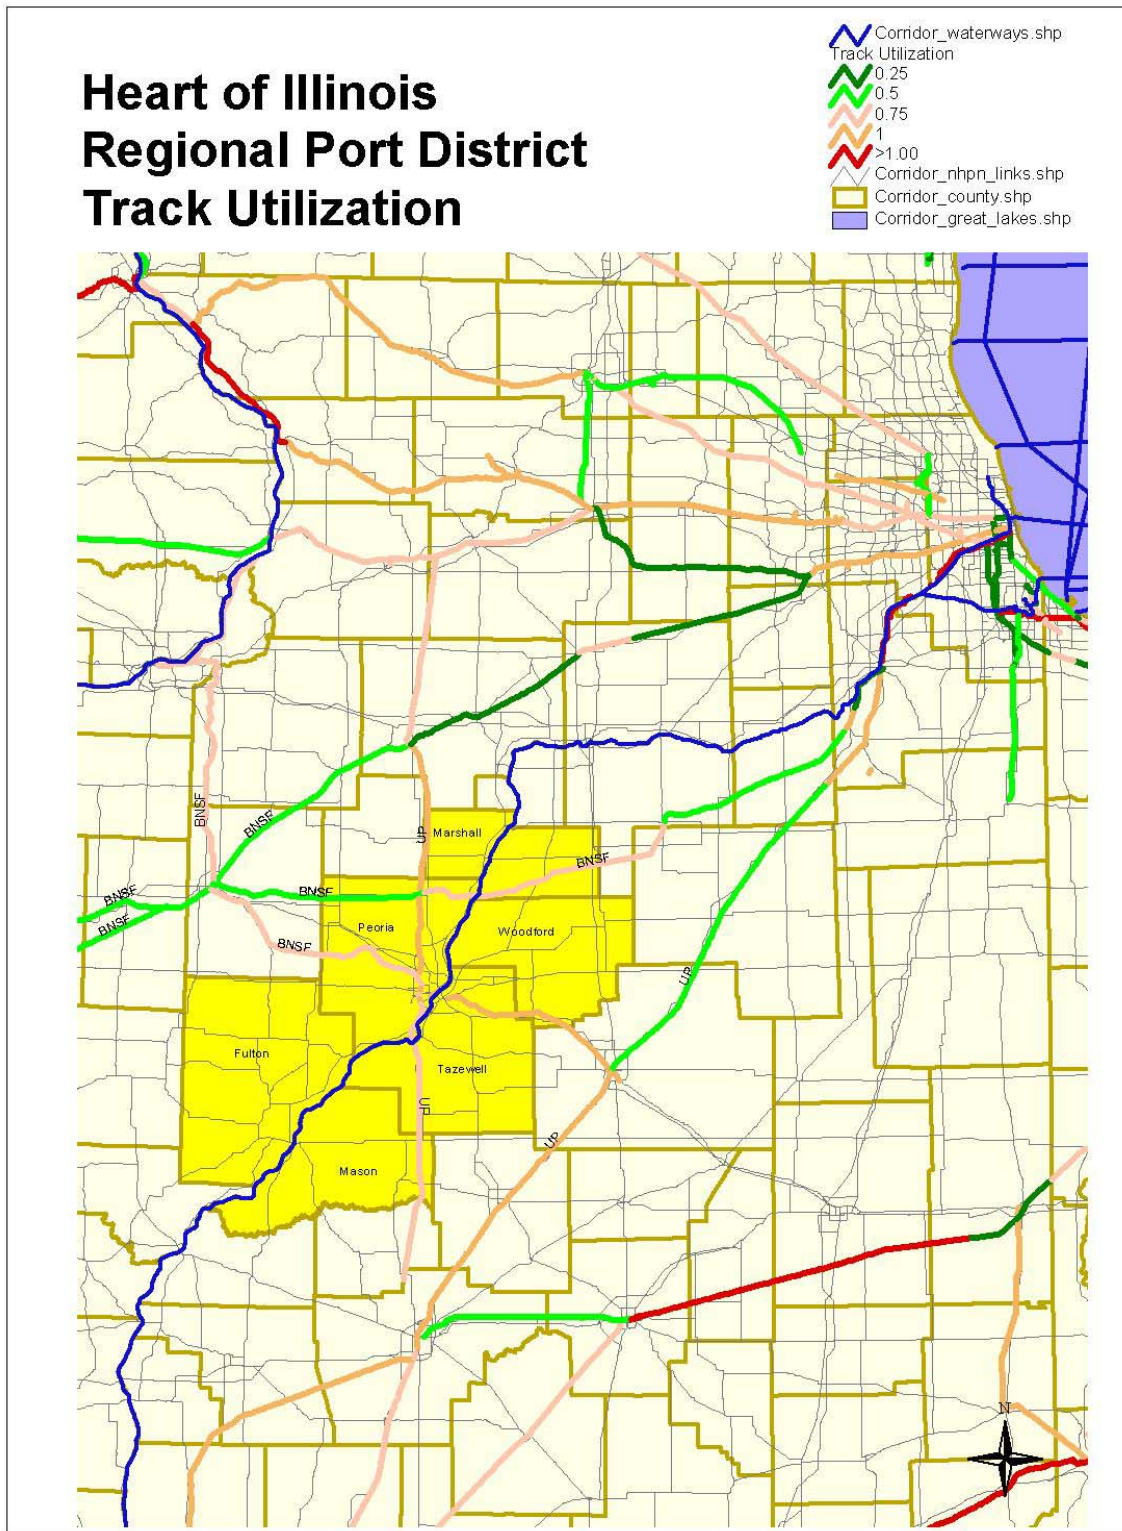 Heart of Illinois
Regional Port District
Track Utilization
Corridor_waterways.shp
Track Utilization
0.25
0.5
0.75
1
>1.00
Corridor_nhpn_links.shp
Corridor_county.shp
Corridor_great_lakes.shp
BNSF
BNSF
UP
Marshall
BNSF
BNSF
BNSF
BNSF
BNSF
Peoria
Woodford
UP
Fulton
Tazewell
UP
UP
Mason
N